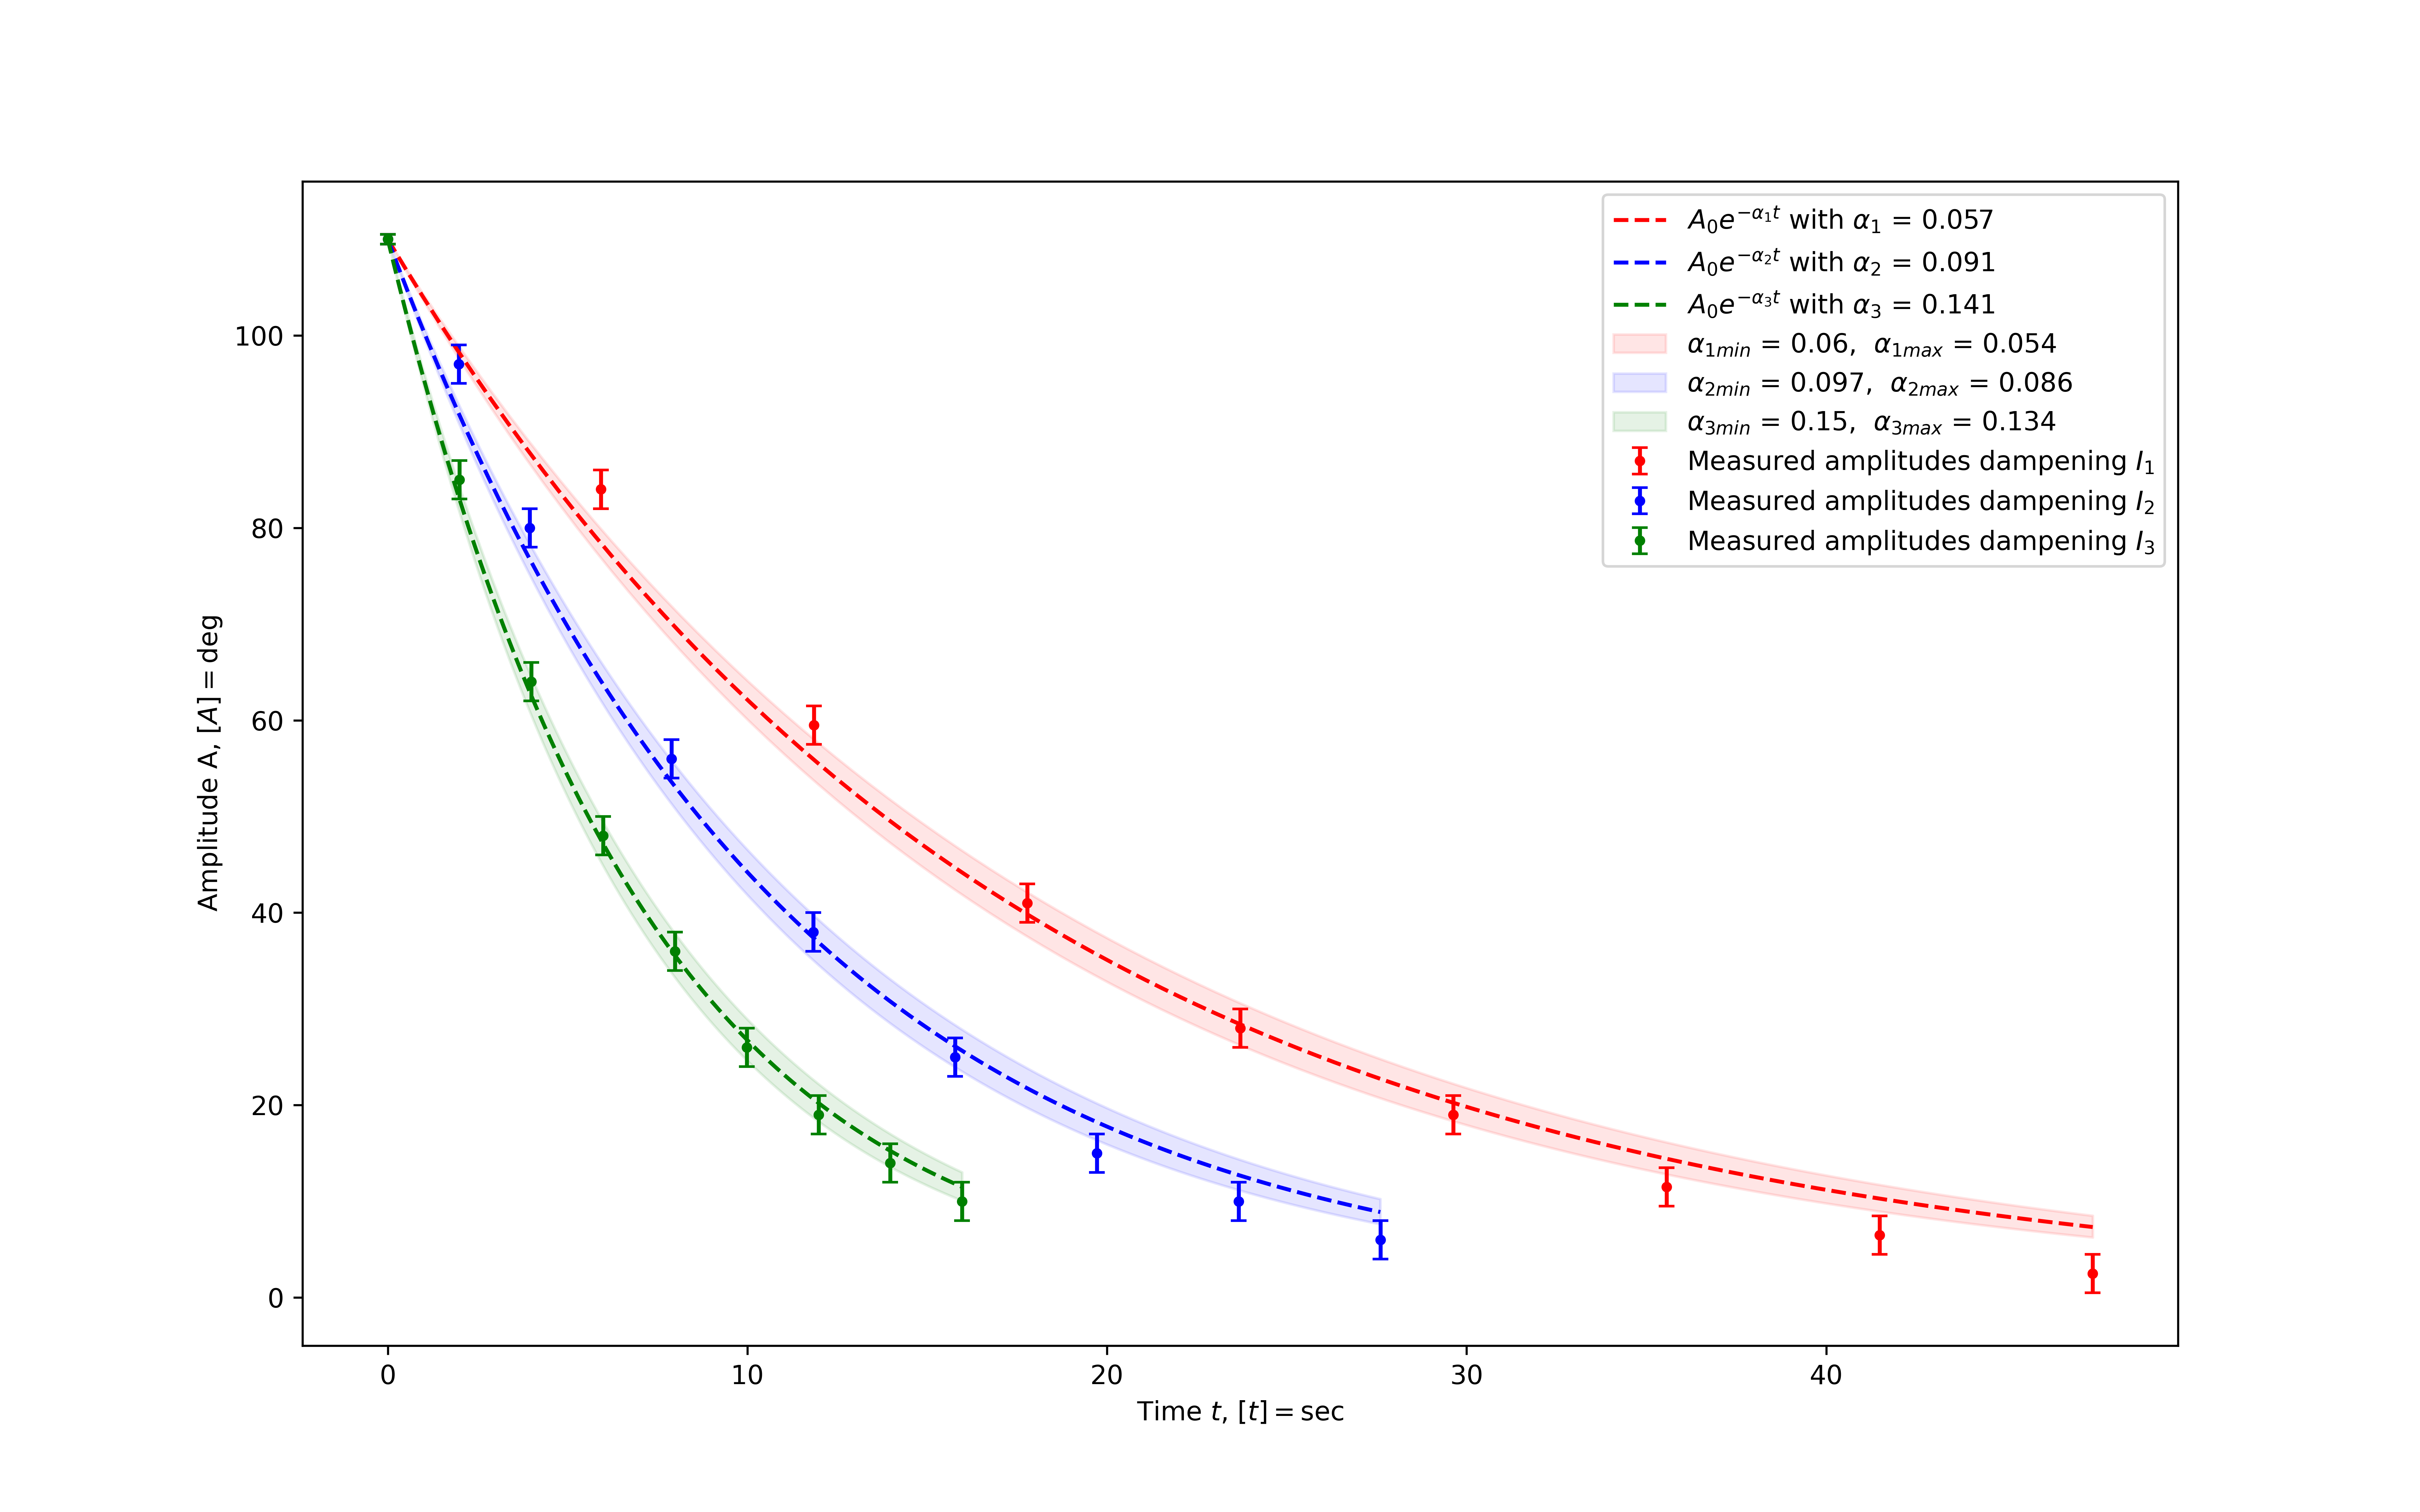 A₀e^{−α₁t} with α₁ = 0.057
A₀e^{−α₂t} with α₂ = 0.091
A₀e^{−α₃t} with α₃ = 0.141
α₁min = 0.06, α₁max = 0.054
α₂min = 0.097, α₂max = 0.086
α₃min = 0.15, α₃max = 0.134
Measured amplitudes dampening I₁
Measured amplitudes dampening I₂
Measured amplitudes dampening I₃
100
80
60
40
20
0
Amplitude A, [A] = deg
0 10 20 30 40
Time t, [t] = sec